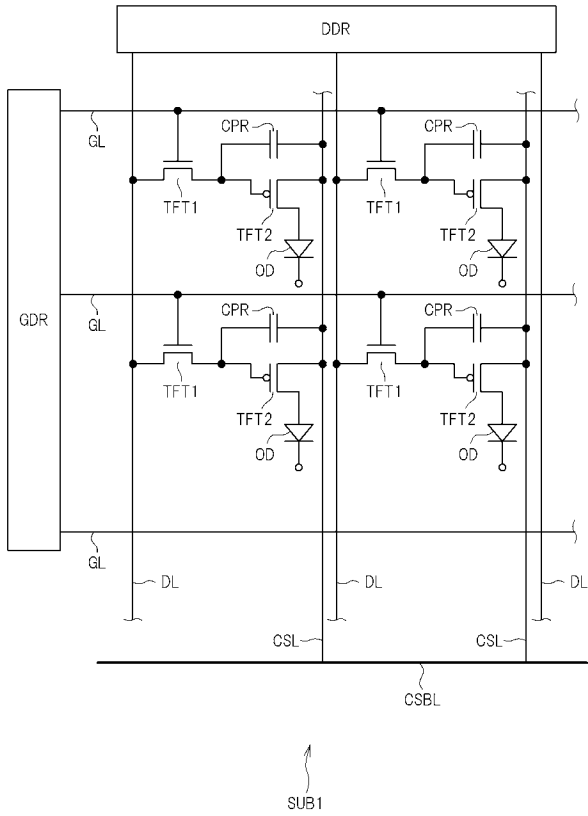 DDR
GL
CPR
CPR
TFT1
TFT1
TFT2
TFT2
OD
OD
GDR
GL
CPR
CPR
TFT1
TFT1
TFT2
TFT2
OD
OD
GL
DL
DL
DL
CSL
CSL
CSBL
SUB1